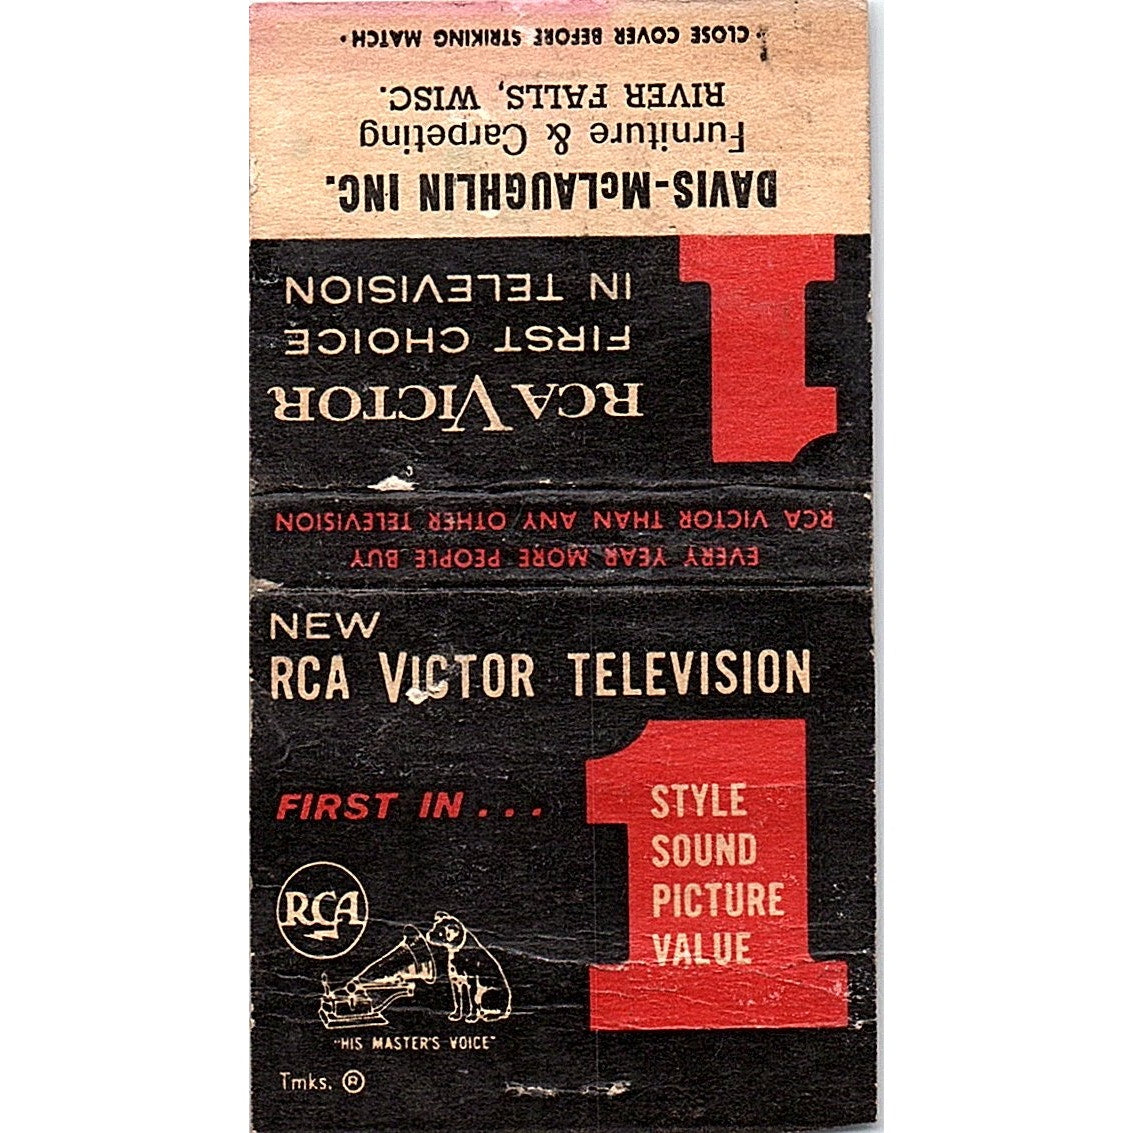 · CLOSE COVER BEFORE STRIKING MATCH ·
DAVIS-McLAUGHLIN INC.
Furniture & Carpeting
RIVER FALLS, WISC.
1
RCA VICTOR
FIRST CHOICE
IN TELEVISION
EVERY YEAR MORE PEOPLE BUY
RCA VICTOR THAN ANY OTHER TELEVISION
NEW
RCA VICTOR TELEVISION
FIRST IN . . .
1
STYLE
SOUND
PICTURE
VALUE
RCA
"HIS MASTER'S VOICE"
Tmks. ®